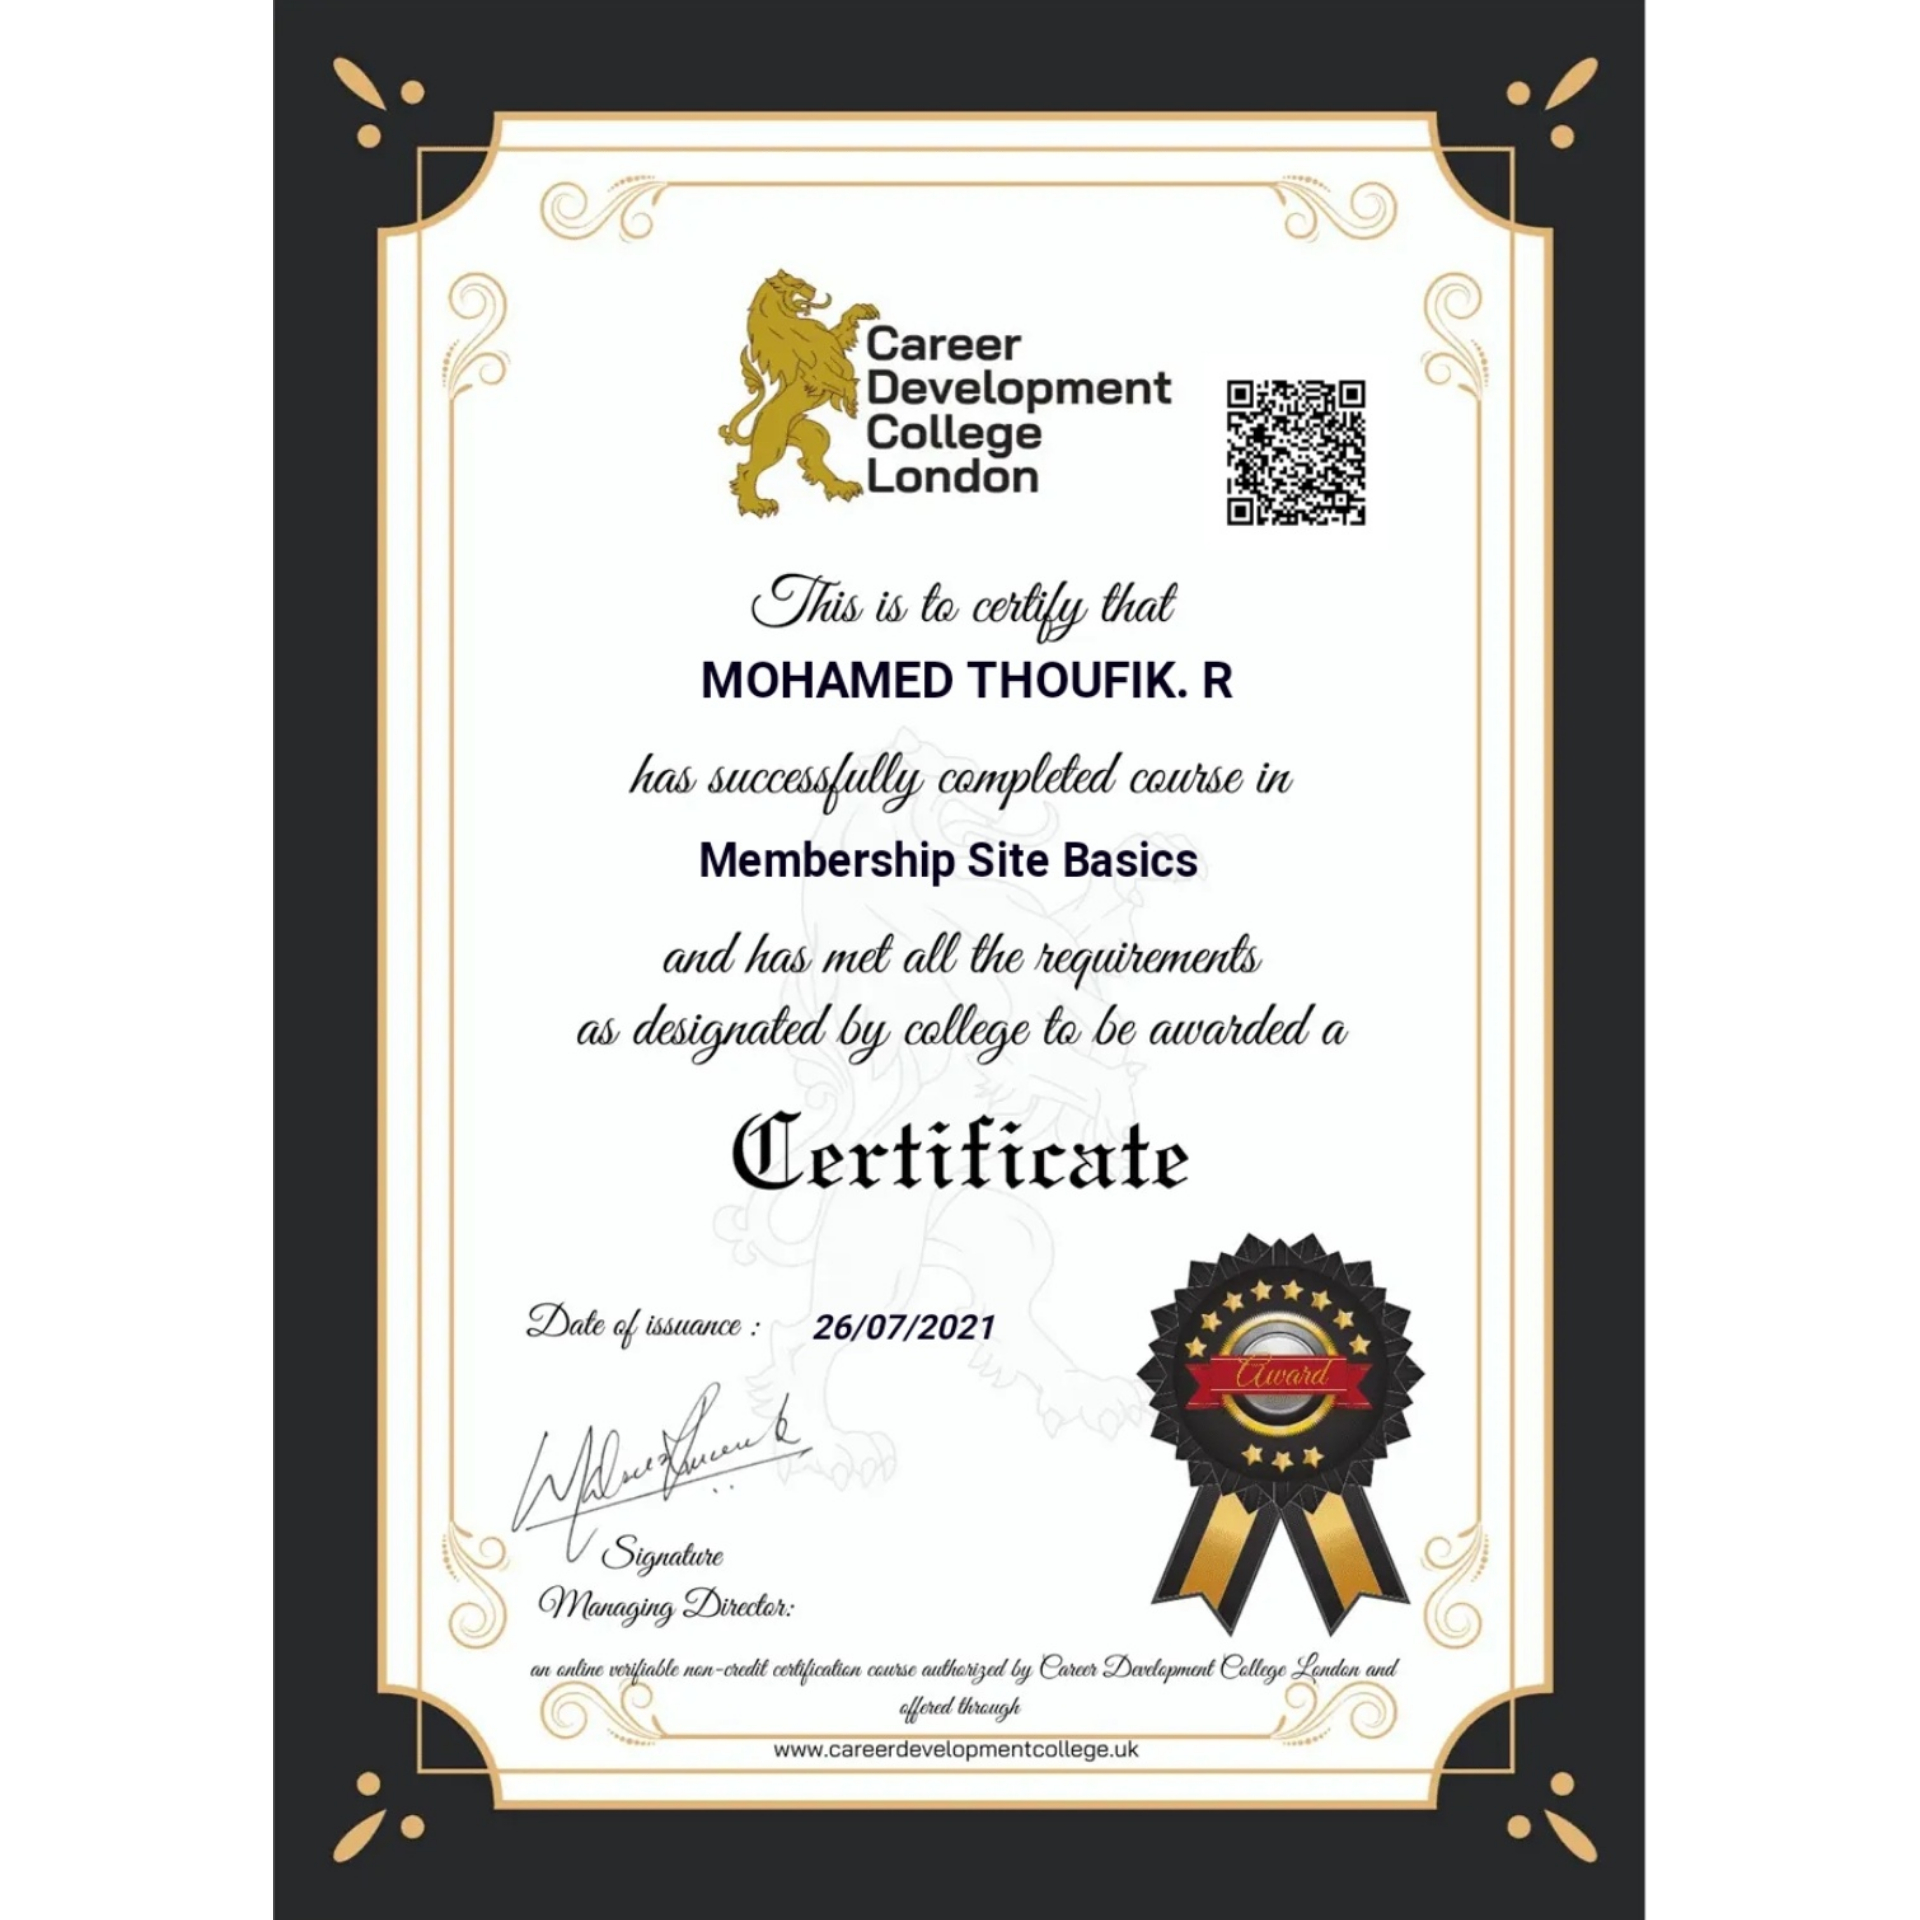 Career
Development
College
London
This is to certify that
MOHAMED THOUFIK. R
has successfully completed course in
Membership Site Basics
and has met all the requirements
as designated by college to be awarded a
Certificate
Date of issuance : 26/07/2021
Award
Signature
Managing Director:
an online verifiable non-credit certification course authorized by Career Development College London and
offered through
www.careerdevelopmentcollege.uk